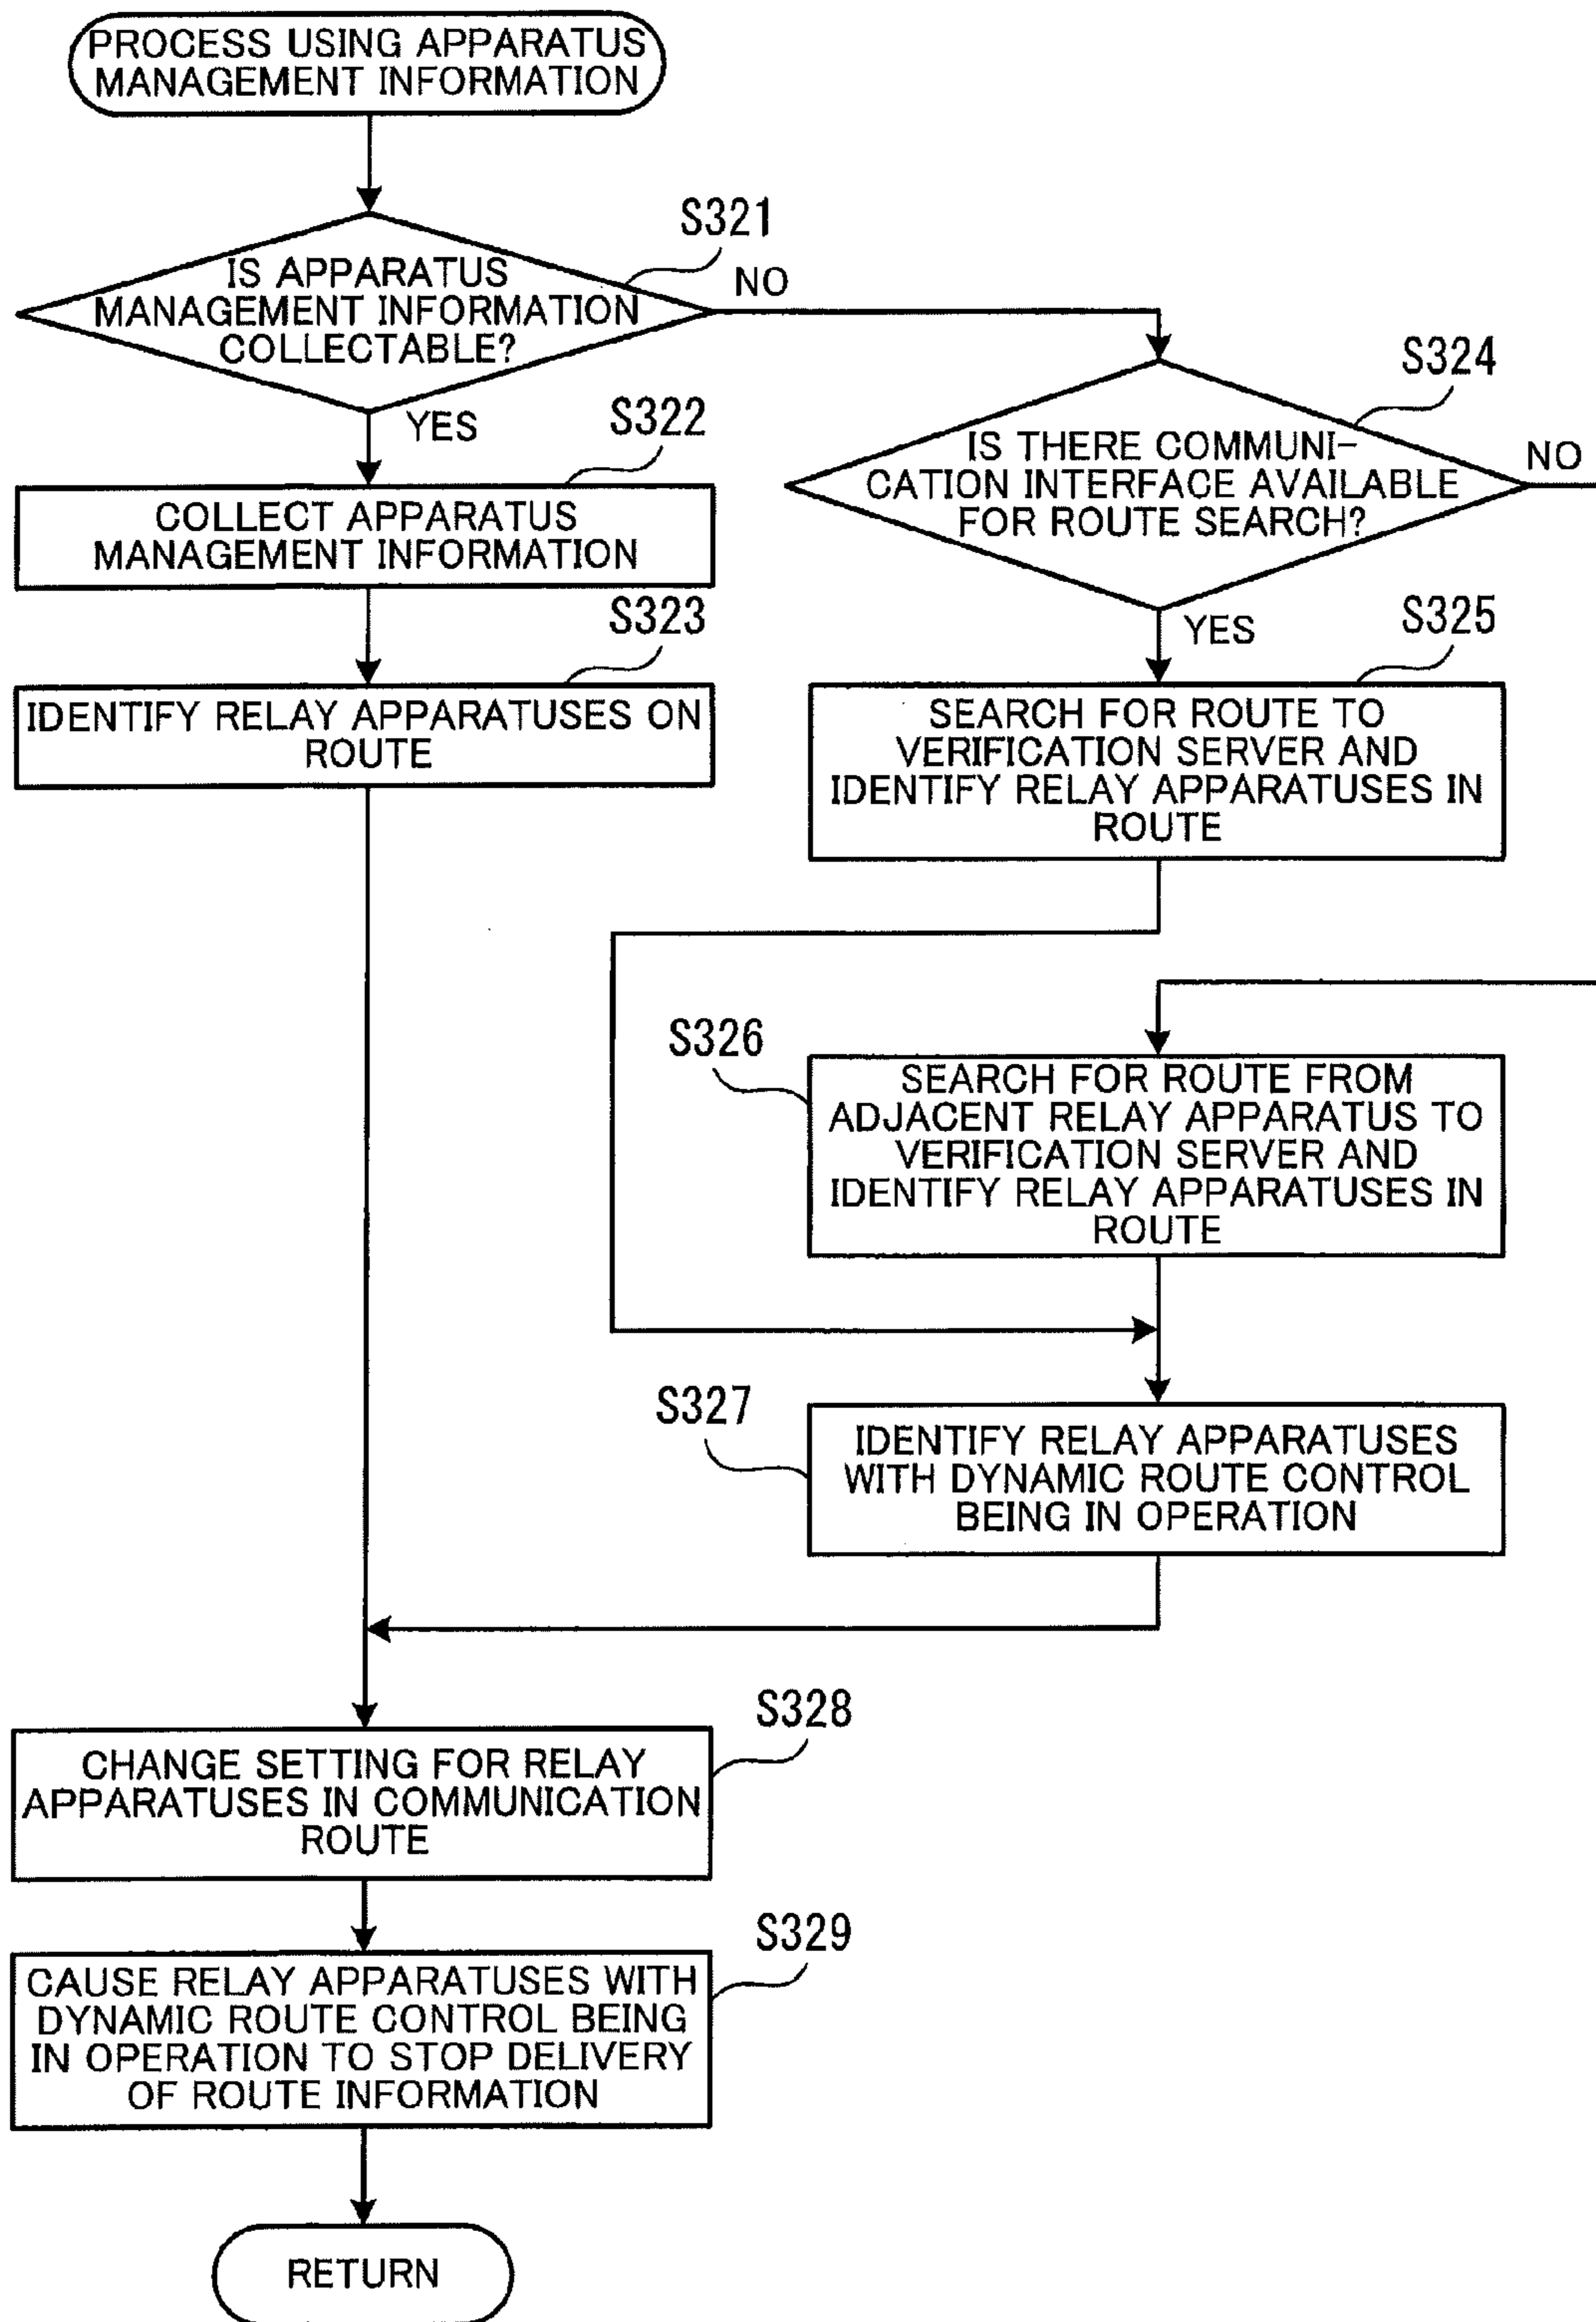 PROCESS USING APPARATUS
MANAGEMENT INFORMATION
S321
IS APPARATUS
MANAGEMENT INFORMATION
COLLECTABLE?
NO
YES
S322
COLLECT APPARATUS
MANAGEMENT INFORMATION
S323
IDENTIFY RELAY APPARATUSES ON
ROUTE
S324
IS THERE COMMUNI-
CATION INTERFACE AVAILABLE
FOR ROUTE SEARCH?
NO
YES
S325
SEARCH FOR ROUTE TO
VERIFICATION SERVER AND
IDENTIFY RELAY APPARATUSES IN
ROUTE
S326
SEARCH FOR ROUTE FROM
ADJACENT RELAY APPARATUS TO
VERIFICATION SERVER AND
IDENTIFY RELAY APPARATUSES IN
ROUTE
S327
IDENTIFY RELAY APPARATUSES
WITH DYNAMIC ROUTE CONTROL
BEING IN OPERATION
S328
CHANGE SETTING FOR RELAY
APPARATUSES IN COMMUNICATION
ROUTE
S329
CAUSE RELAY APPARATUSES WITH
DYNAMIC ROUTE CONTROL BEING
IN OPERATION TO STOP DELIVERY
OF ROUTE INFORMATION
RETURN